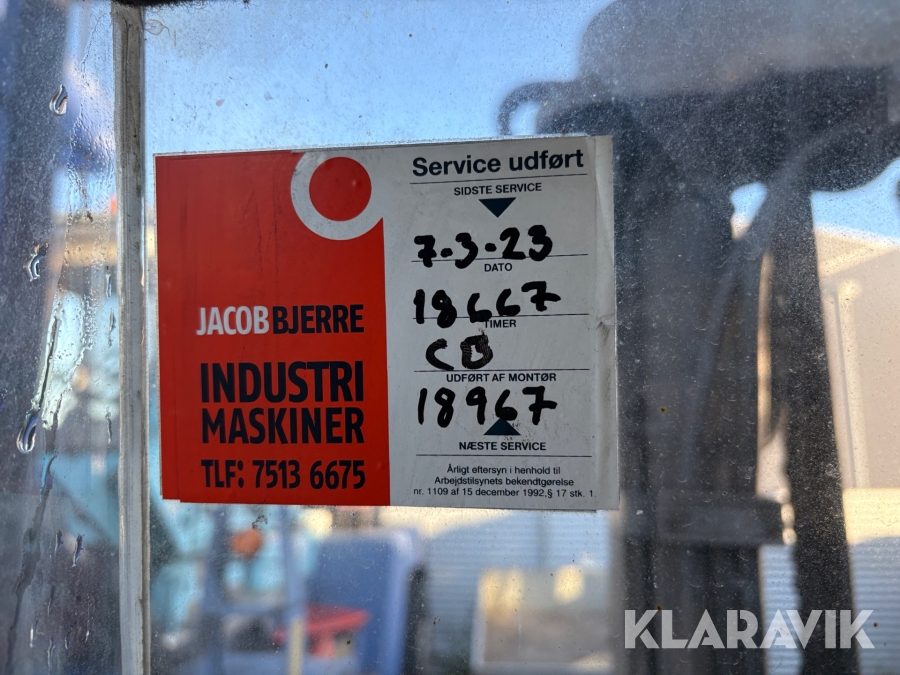 JACOB BJERRE
INDUSTRI
MASKINER
TLF: 7513 6675
Service udført
SIDSTE SERVICE
7-3-23
DATO
18667
TIMER
CB
UDFØRT AF MONTØR
18967
NÆSTE SERVICE
Årligt eftersyn i henhold til
Arbejdstilsynets bekendtgørelse
nr. 1109 af 15 december 1992,§ 17 stk. 1
KLARAVIK